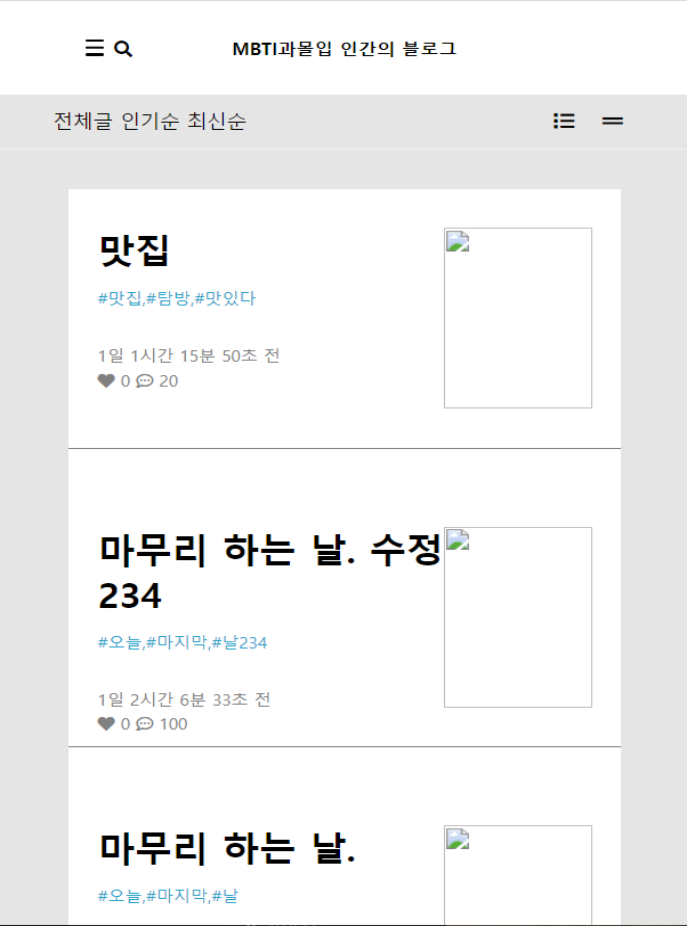 MBTI과몰입 인간의 블로그
전체글 인기순 최신순
맛집
#맛집,#탐방,#맛있다
1일 1시간 15분 50초 전
0 20
마무리 하는 날. 수정
234
#오늘,#마지막,#날234
1일 2시간 6분 33초 전
0 100
마무리 하는 날.
#오늘,#마지막,#날